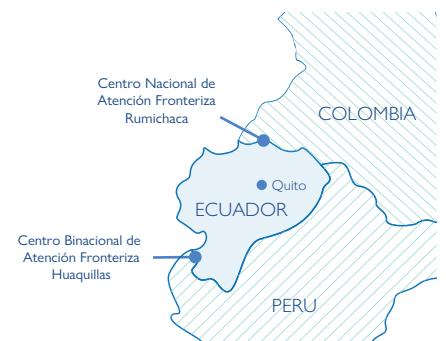 Centro Nacional de
Atención Fronteriza
Rumichaca
COLOMBIA
Quito
ECUADOR
Centro Binacional de
Atención Fronteriza
Huaquillas
PERU